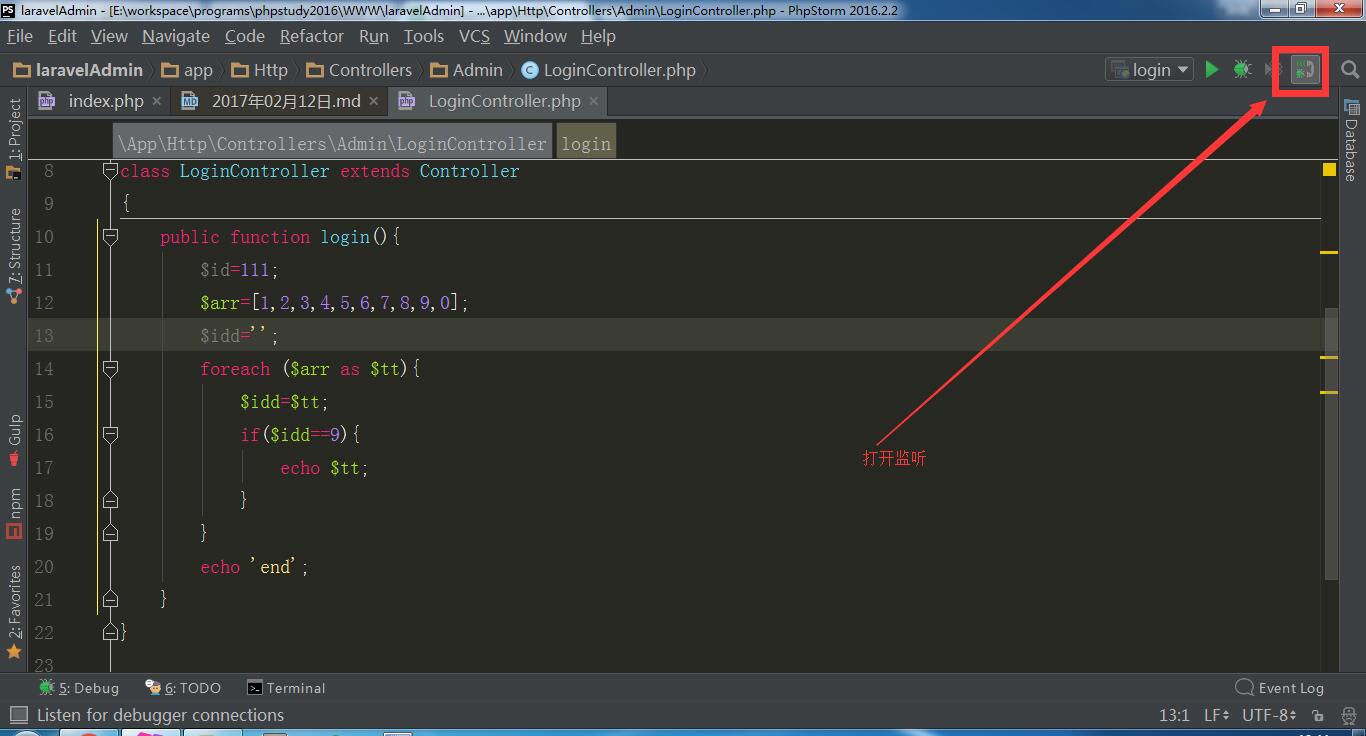 PS laravelAdmin - [E:\workspace\programs\phpstudy2016\WWW\laravelAdmin] - ...\app\Http\Controllers\Admin\LoginController.php - PhpStorm 2016.2.2
File Edit View Navigate Code Refactor Run Tools VCS Window Help
laravelAdmin app Http Controllers Admin C LoginController.php login
php index.php × MD 2017年02月12日.md × php LoginController.php ×
\App\Http\Controllers\Admin\LoginController login
8 class LoginController extends Controller
9 {
10 public function login(){
11 $id=111;
12 $arr=[1,2,3,4,5,6,7,8,9,0];
13 $idd='';
14 foreach ($arr as $tt){
15 $idd=$tt;
16 if($idd==9){
17 echo $tt;
18 }
19 }
20 echo 'end';
21 }
22 }
23
打开监听
1: Project
7: Structure
Gulp
npm
2: Favorites
Database
5: Debug 6: TODO Terminal Event Log
Listen for debugger connections 13:1 LF UTF-8